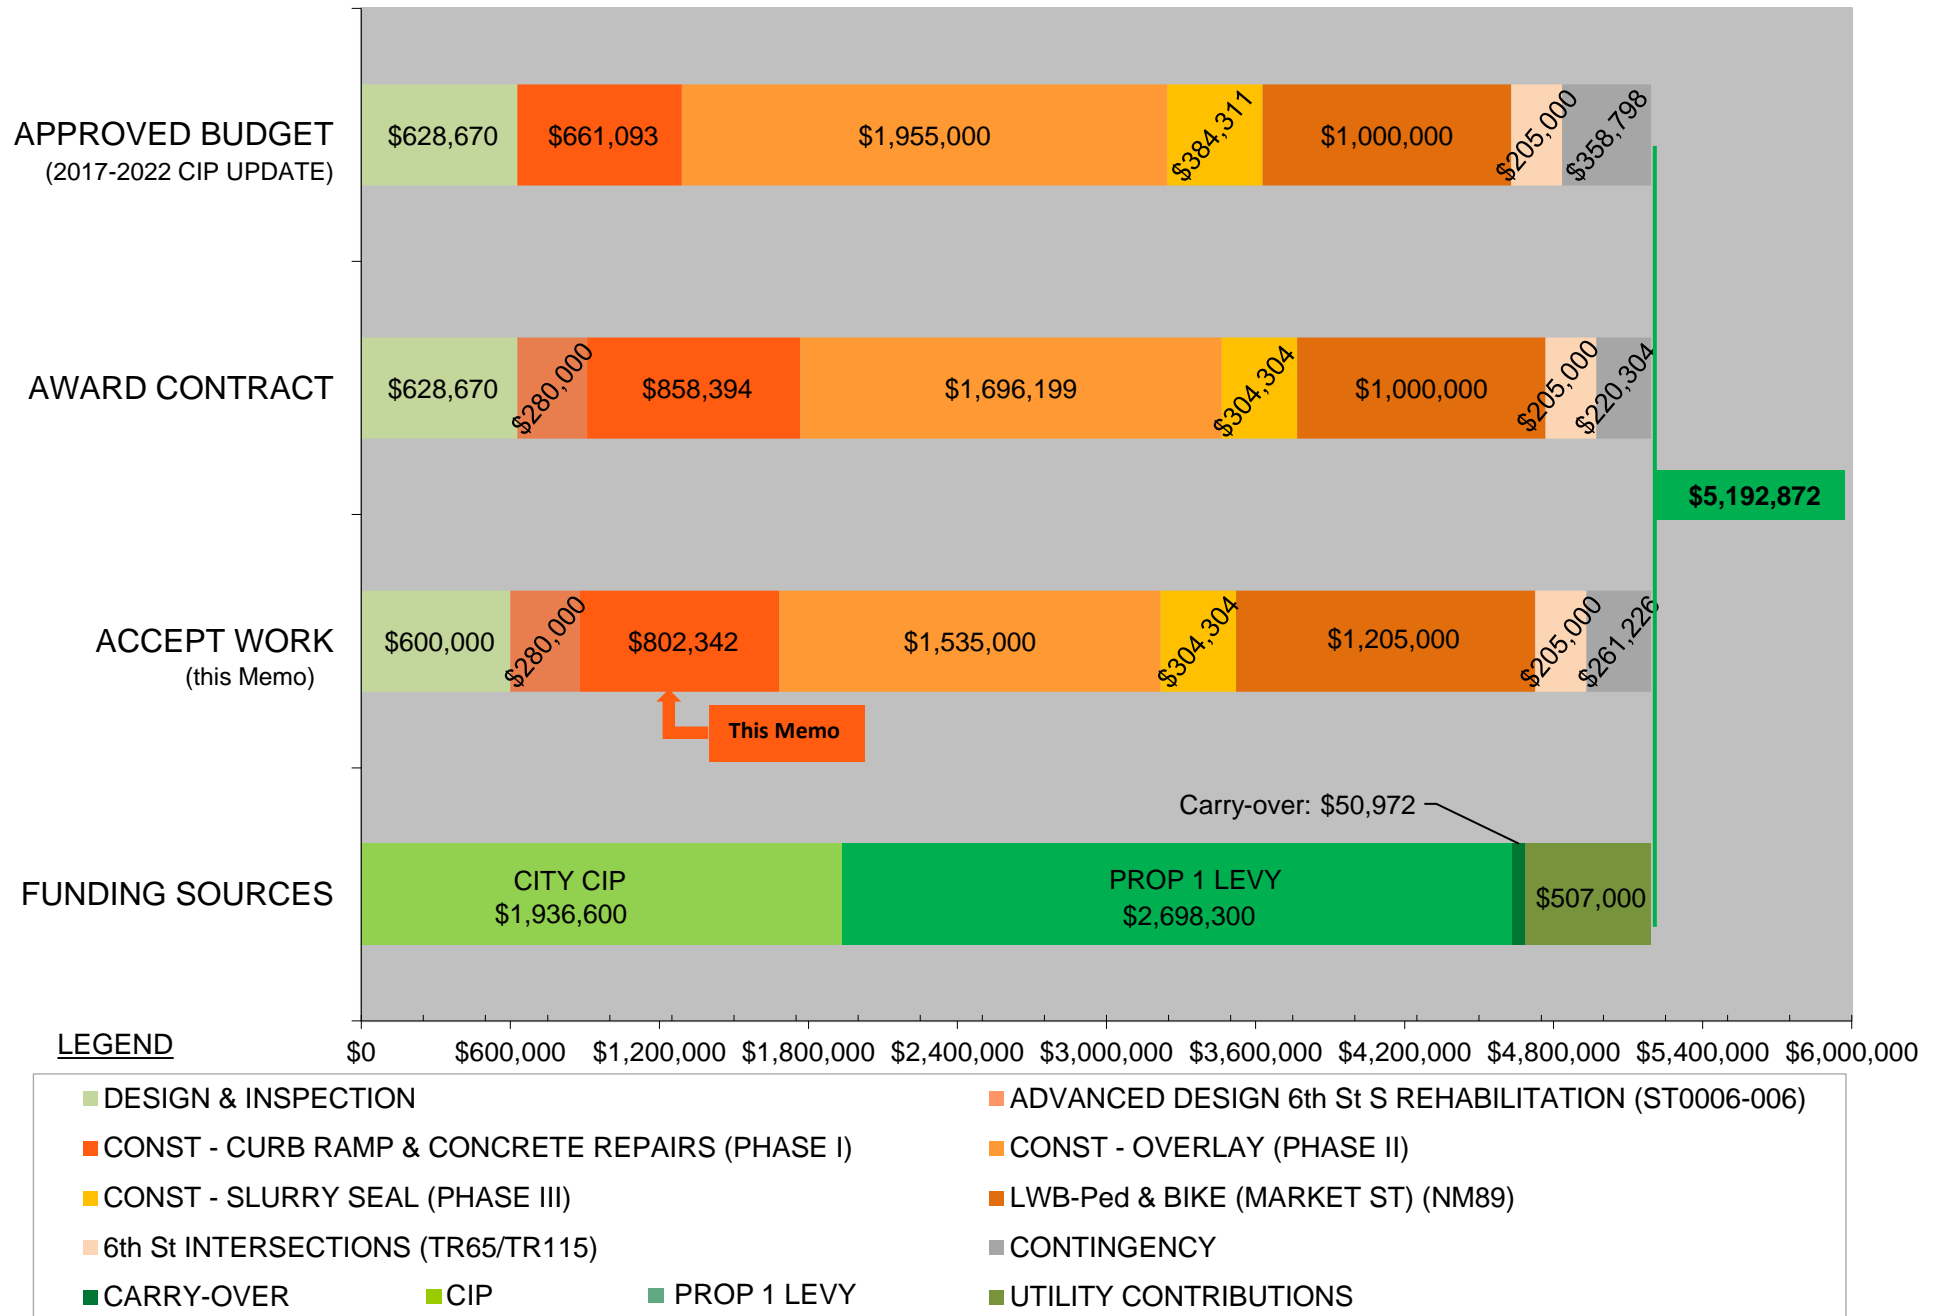 APPROVED BUDGET
(2017-2022 CIP UPDATE)
$628,670 $661,093 $1,955,000 $384,311 $1,000,000 $205,000 $358,798
AWARD CONTRACT
$628,670 $280,000 $858,394 $1,696,199 $304,304 $1,000,000 $205,000 $220,304
$5,192,872
ACCEPT WORK
(this Memo)
$600,000 $280,000 $802,342 $1,535,000 $304,304 $1,205,000 $205,000 $261,226
This Memo
Carry-over: $50,972
FUNDING SOURCES
CITY CIP
$1,936,600
PROP 1 LEVY
$2,698,300
$507,000
$0 $600,000 $1,200,000 $1,800,000 $2,400,000 $3,000,000 $3,600,000 $4,200,000 $4,800,000 $5,400,000 $6,000,000
LEGEND
DESIGN & INSPECTION
ADVANCED DESIGN 6th St S REHABILITATION (ST0006-006)
CONST - CURB RAMP & CONCRETE REPAIRS (PHASE I)
CONST - OVERLAY (PHASE II)
CONST - SLURRY SEAL (PHASE III)
LWB-Ped & BIKE (MARKET ST) (NM89)
6th St INTERSECTIONS (TR65/TR115)
CONTINGENCY
CARRY-OVER
CIP
PROP 1 LEVY
UTILITY CONTRIBUTIONS